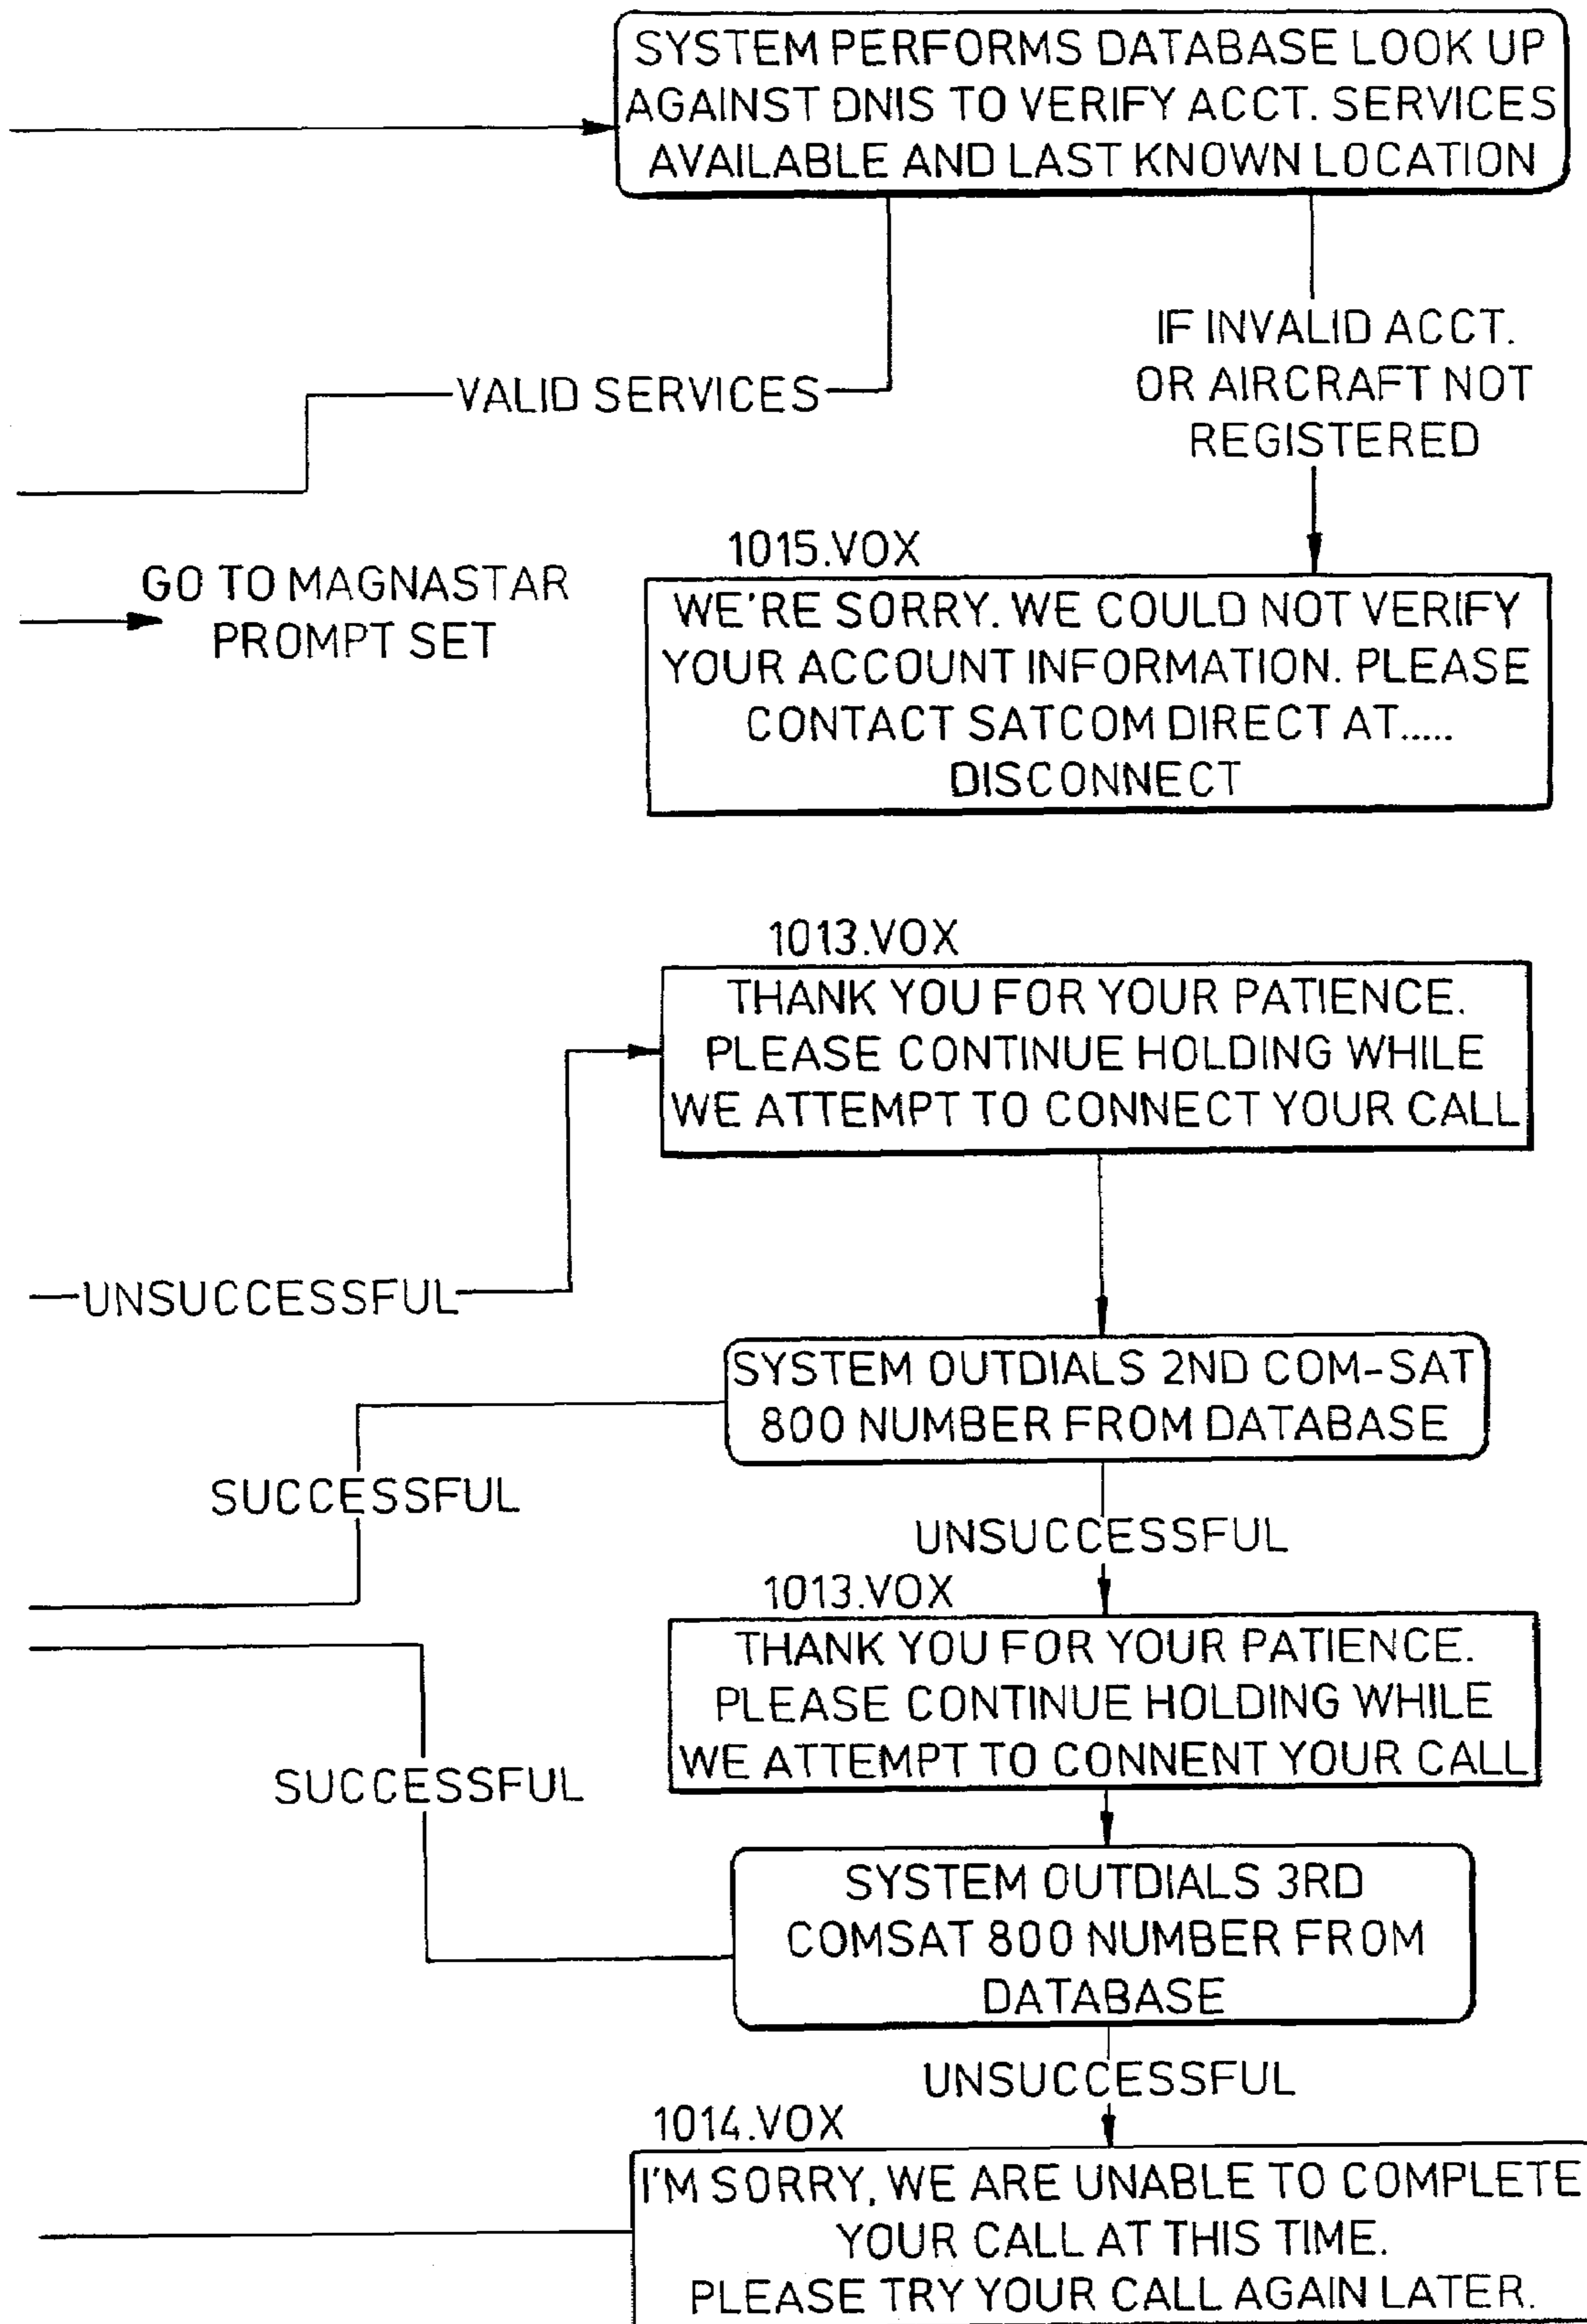 SYSTEM PERFORMS DATABASE LOOK UP
AGAINST DNIS TO VERIFY ACCT. SERVICES
AVAILABLE AND LAST KNOWN LOCATION
IF INVALID ACCT.
OR AIRCRAFT NOT
REGISTERED
VALID SERVICES
GO TO MAGNASTAR
PROMPT SET
1015.VOX
WE'RE SORRY. WE COULD NOT VERIFY
YOUR ACCOUNT INFORMATION. PLEASE
CONTACT SATCOM DIRECT AT.....
DISCONNECT
1013.VOX
THANK YOU FOR YOUR PATIENCE.
PLEASE CONTINUE HOLDING WHILE
WE ATTEMPT TO CONNECT YOUR CALL
UNSUCCESSFUL
SYSTEM OUTDIALS 2ND COM-SAT
800 NUMBER FROM DATABASE
SUCCESSFUL
UNSUCCESSFUL
1013.VOX
THANK YOU FOR YOUR PATIENCE.
PLEASE CONTINUE HOLDING WHILE
WE ATTEMPT TO CONNENT YOUR CALL
SUCCESSFUL
SYSTEM OUTDIALS 3RD
COMSAT 800 NUMBER FROM
DATABASE
UNSUCCESSFUL
1014.VOX
I'M SORRY, WE ARE UNABLE TO COMPLETE
YOUR CALL AT THIS TIME.
PLEASE TRY YOUR CALL AGAIN LATER.